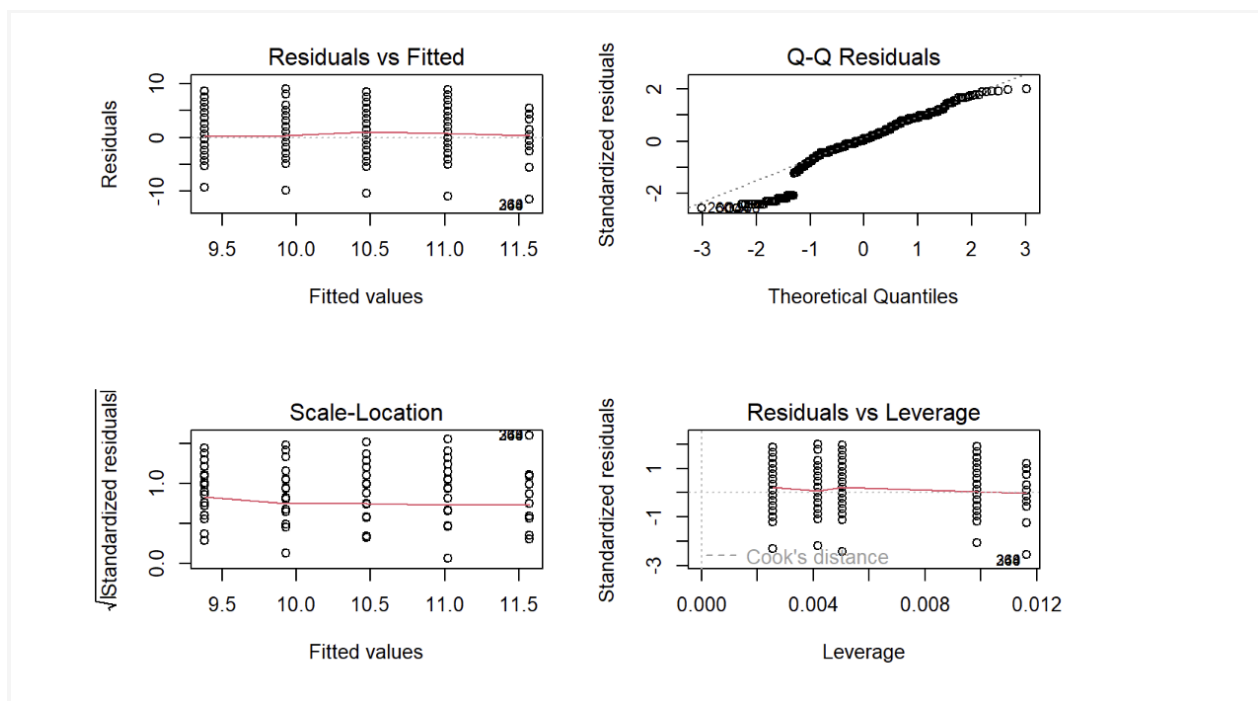 Residuals vs Fitted
Residuals
10
0
-10
9.5 10.0 10.5 11.0 11.5
Fitted values
Q-Q Residuals
Standardized residuals
2
0
-2
-3 -2 -1 0 1 2 3
Theoretical Quantiles
Scale-Location
√|Standardized residuals|
1.0
0.0
9.5 10.0 10.5 11.0 11.5
Fitted values
Residuals vs Leverage
Standardized residuals
1
-1
-3
Cook's distance
0.000 0.004 0.008 0.012
Leverage